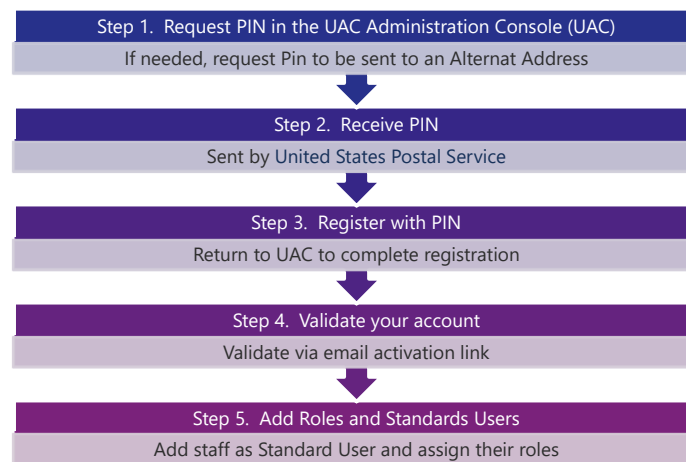 Step 1. Request PIN in the UAC Administration Console (UAC)
If needed, request Pin to be sent to an Alternat Address
Step 2. Receive PIN
Sent by United States Postal Service
Step 3. Register with PIN
Return to UAC to complete registration
Step 4. Validate your account
Validate via email activation link
Step 5. Add Roles and Standards Users
Add staff as Standard User and assign their roles